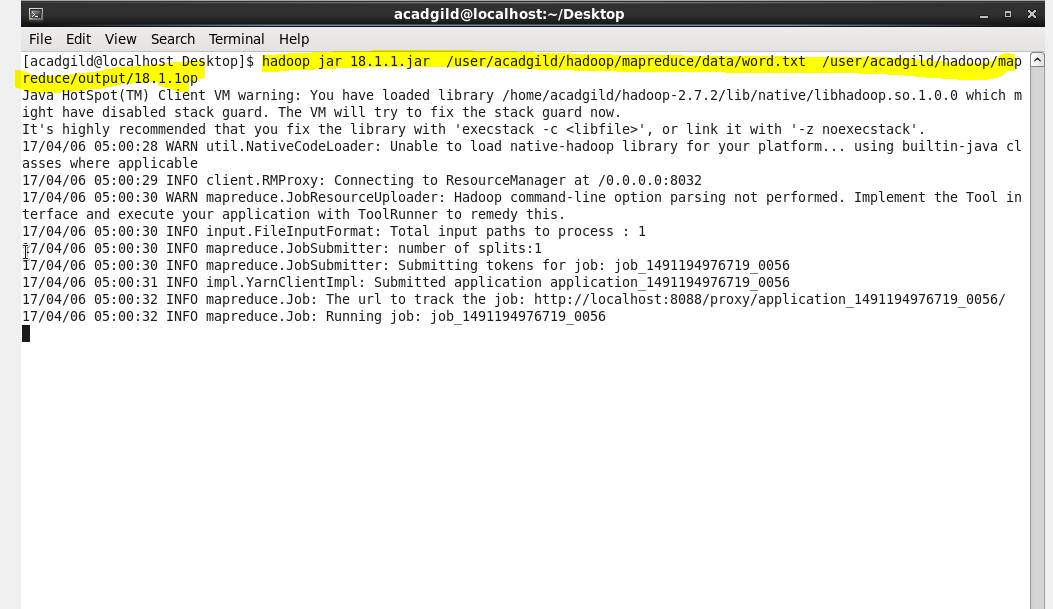 acadgild@localhost:~/Desktop
File Edit View Search Terminal Help
[acadgild@localhost Desktop]$ hadoop jar 18.1.1.jar  /user/acadgild/hadoop/mapreduce/data/word.txt  /user/acadgild/hadoop/map
reduce/output/18.1.1op
Java HotSpot(TM) Client VM warning: You have loaded library /home/acadgild/hadoop-2.7.2/lib/native/libhadoop.so.1.0.0 which m
ight have disabled stack guard. The VM will try to fix the stack guard now.
It's highly recommended that you fix the library with 'execstack -c <libfile>', or link it with '-z noexecstack'.
17/04/06 05:00:28 WARN util.NativeCodeLoader: Unable to load native-hadoop library for your platform... using builtin-java cl
asses where applicable
17/04/06 05:00:29 INFO client.RMProxy: Connecting to ResourceManager at /0.0.0.0:8032
17/04/06 05:00:30 WARN mapreduce.JobResourceUploader: Hadoop command-line option parsing not performed. Implement the Tool in
terface and execute your application with ToolRunner to remedy this.
17/04/06 05:00:30 INFO input.FileInputFormat: Total input paths to process : 1
17/04/06 05:00:30 INFO mapreduce.JobSubmitter: number of splits:1
17/04/06 05:00:30 INFO mapreduce.JobSubmitter: Submitting tokens for job: job_1491194976719_0056
17/04/06 05:00:31 INFO impl.YarnClientImpl: Submitted application application_1491194976719_0056
17/04/06 05:00:32 INFO mapreduce.Job: The url to track the job: http://localhost:8088/proxy/application_1491194976719_0056/
17/04/06 05:00:32 INFO mapreduce.Job: Running job: job_1491194976719_0056